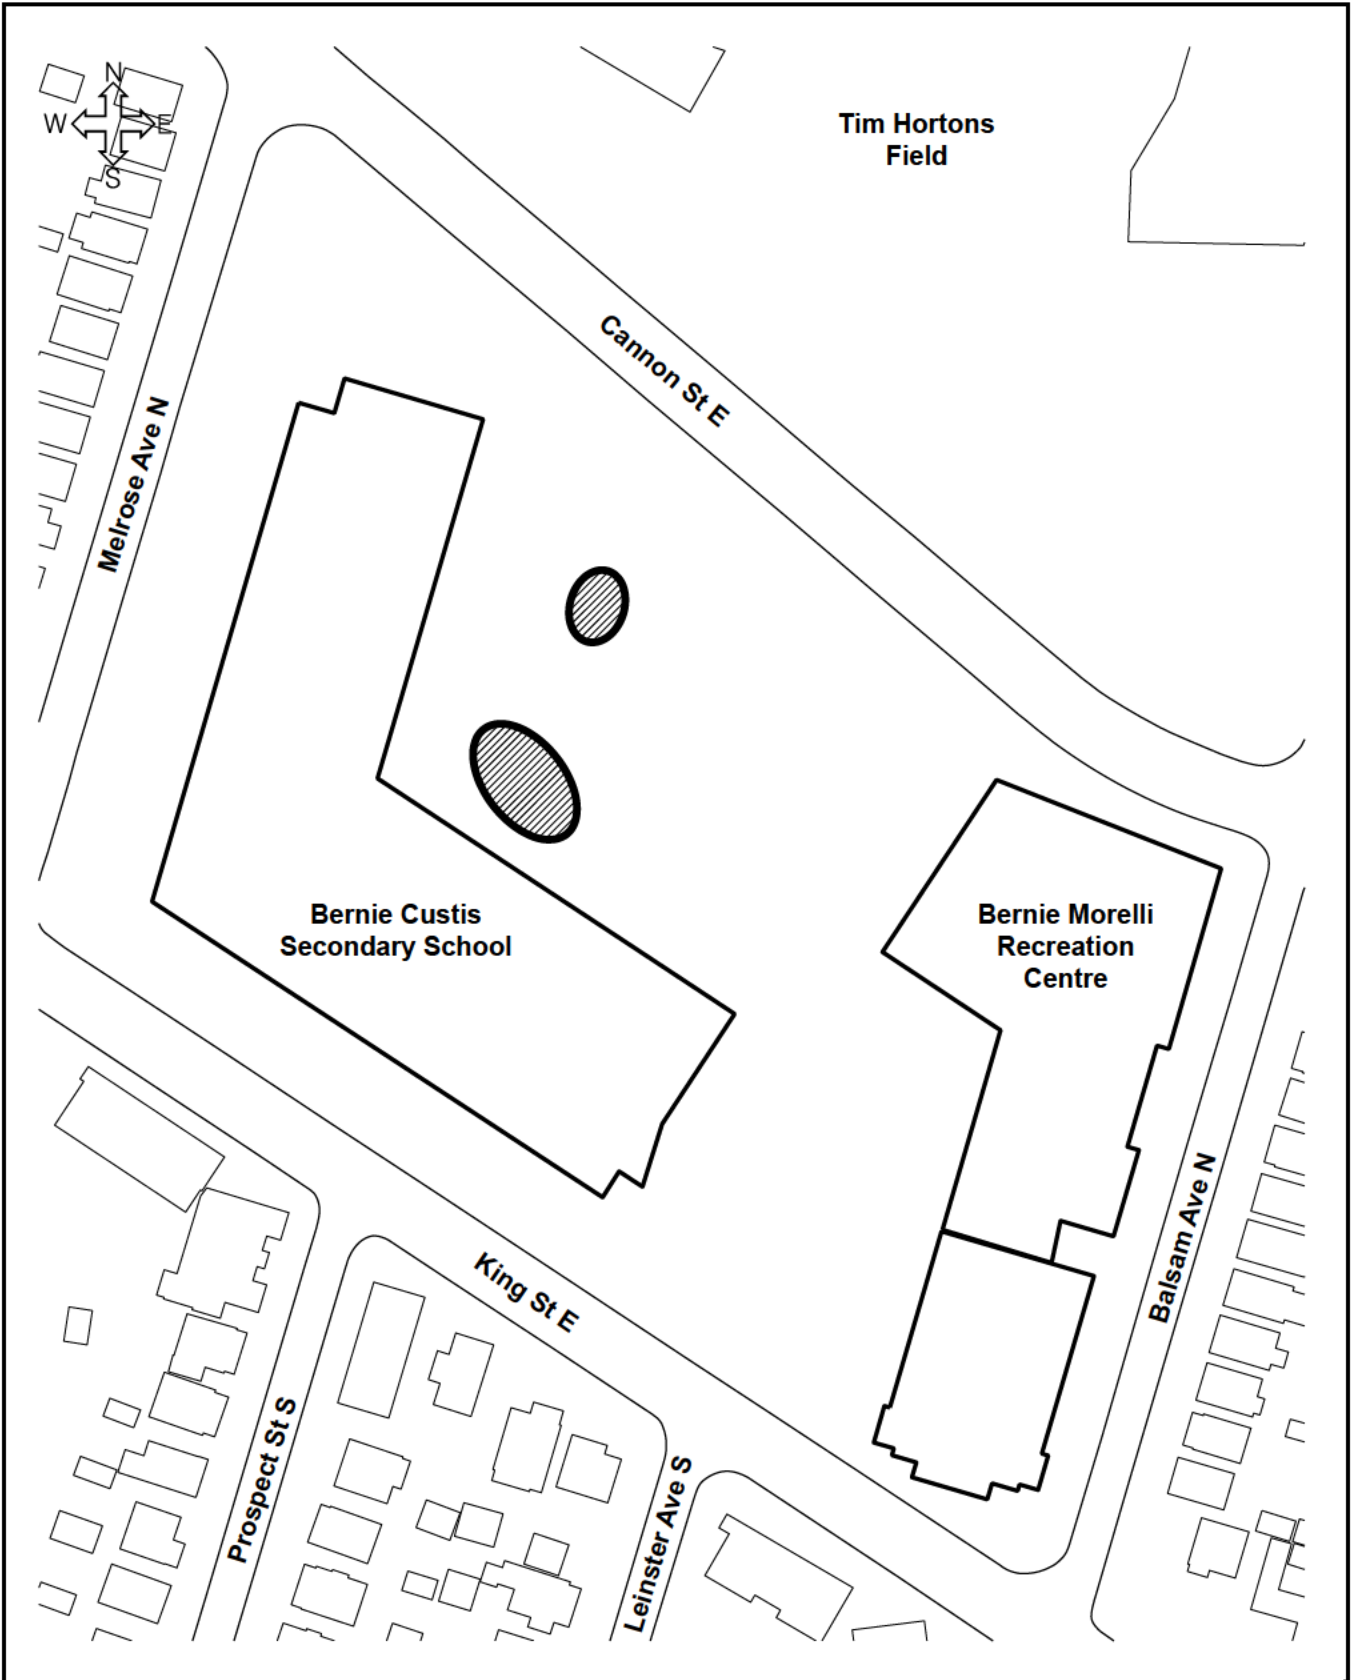 N
W
E
S
Tim Hortons
Field
Cannon St E
Melrose Ave N
Bernie Custis
Secondary School
Bernie Morelli
Recreation
Centre
King St E
Balsam Ave N
Prospect St S
Leinster Ave S